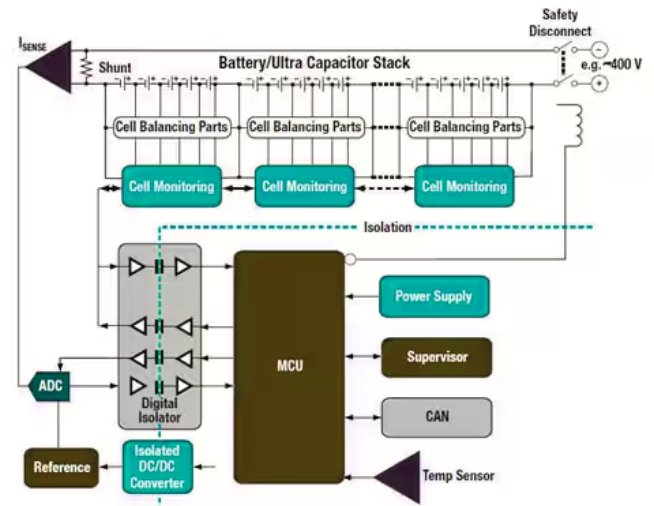 Safety
Disconnect
ISENSE
Shunt
Battery/Ultra Capacitor Stack
e.g. ~400 V
−
+
Cell Balancing Parts
Cell Balancing Parts
Cell Balancing Parts
Cell Monitoring
Cell Monitoring
Cell Monitoring
Isolation
Power Supply
MCU
Supervisor
ADC
Digital
Isolator
CAN
Reference
Isolated
DC/DC
Converter
Temp Sensor